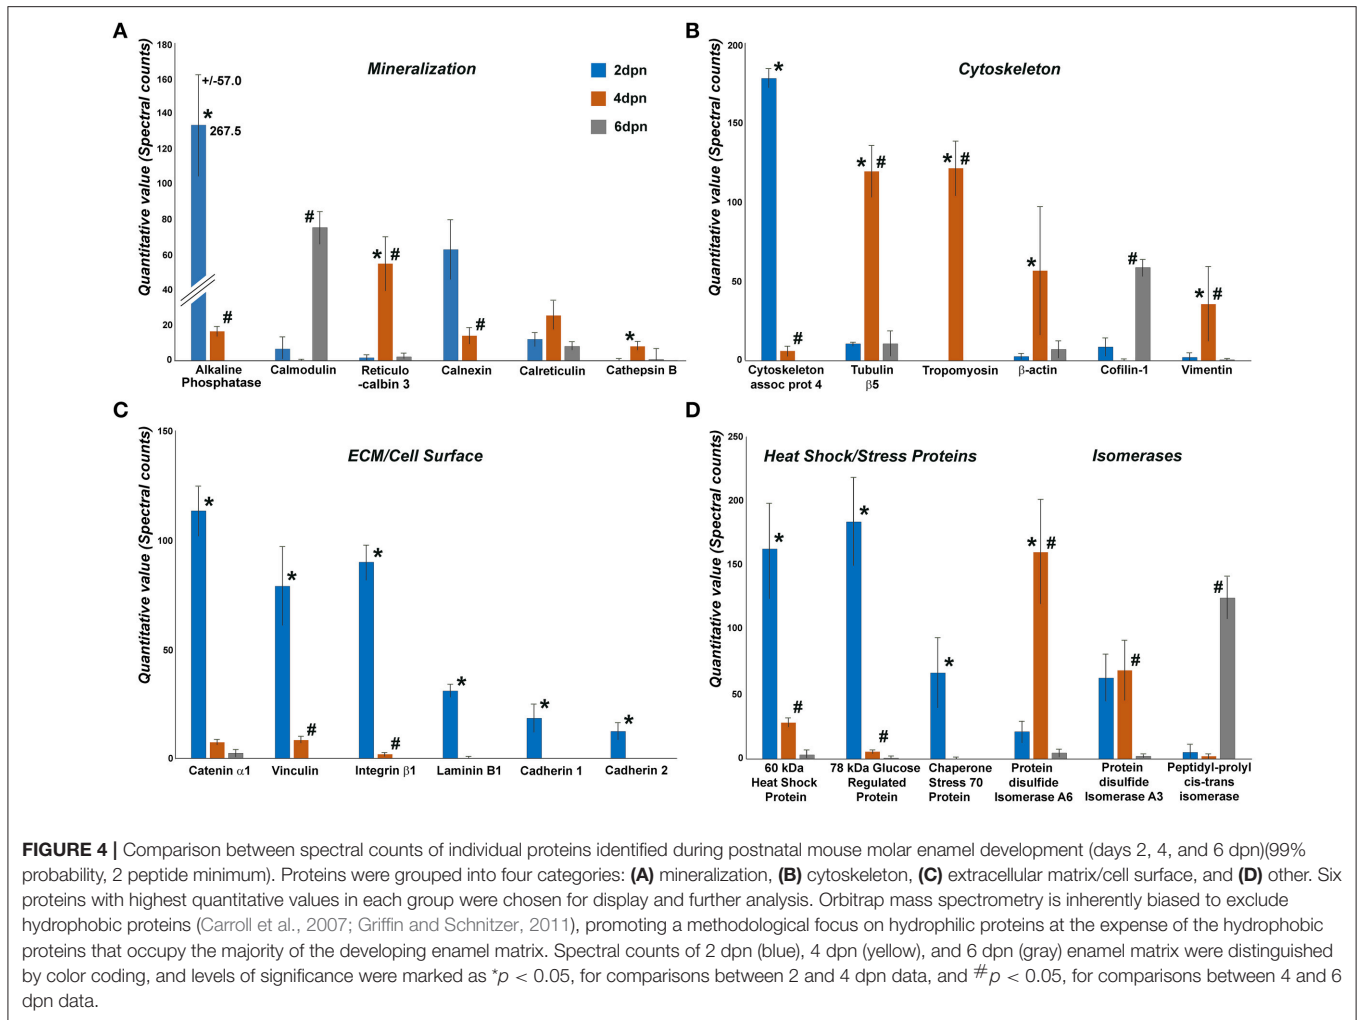 A
Mineralization
Quantitative value (Spectral counts)
180
160
140
120
100
80
60
40
20
0
+/-57.0
*
267.5
#
#
* #
#
*
2dpn
4dpn
6dpn
Alkaline Phosphatase
Calmodulin
Reticulo-calbin 3
Calnexin
Calreticulin
Cathepsin B
B
Cytoskeleton
Quantitative value (Spectral counts)
200
150
100
50
0
*
#
* #
* #
*
#
* #
Cytoskeleton assoc prot 4
Tubulin β5
Tropomyosin
β-actin
Cofilin-1
Vimentin
C
ECM/Cell Surface
Quantitative value (Spectral counts)
150
100
50
0
*
*
#
*
#
*
*
*
Catenin α1
Vinculin
Integrin β1
Laminin B1
Cadherin 1
Cadherin 2
D
Heat Shock/Stress Proteins
Isomerases
Quantitative value (Spectral counts)
250
200
150
100
50
0
*
#
*
#
*
* #
#
#
60 kDa Heat Shock Protein
78 kDa Glucose Regulated Protein
Chaperone Stress 70 Protein
Protein disulfide Isomerase A6
Protein disulfide Isomerase A3
Peptidyl-prolyl cis-trans isomerase
FIGURE 4 | Comparison between spectral counts of individual proteins identified during postnatal mouse molar enamel development (days 2, 4, and 6 dpn)(99%
probability, 2 peptide minimum). Proteins were grouped into four categories: (A) mineralization, (B) cytoskeleton, (C) extracellular matrix/cell surface, and (D) other. Six
proteins with highest quantitative values in each group were chosen for display and further analysis. Orbitrap mass spectrometry is inherently biased to exclude
hydrophobic proteins (Carroll et al., 2007; Griffin and Schnitzer, 2011), promoting a methodological focus on hydrophilic proteins at the expense of the hydrophobic
proteins that occupy the majority of the developing enamel matrix. Spectral counts of 2 dpn (blue), 4 dpn (yellow), and 6 dpn (gray) enamel matrix were distinguished
by color coding, and levels of significance were marked as *p < 0.05, for comparisons between 2 and 4 dpn data, and #p < 0.05, for comparisons between 4 and 6
dpn data.